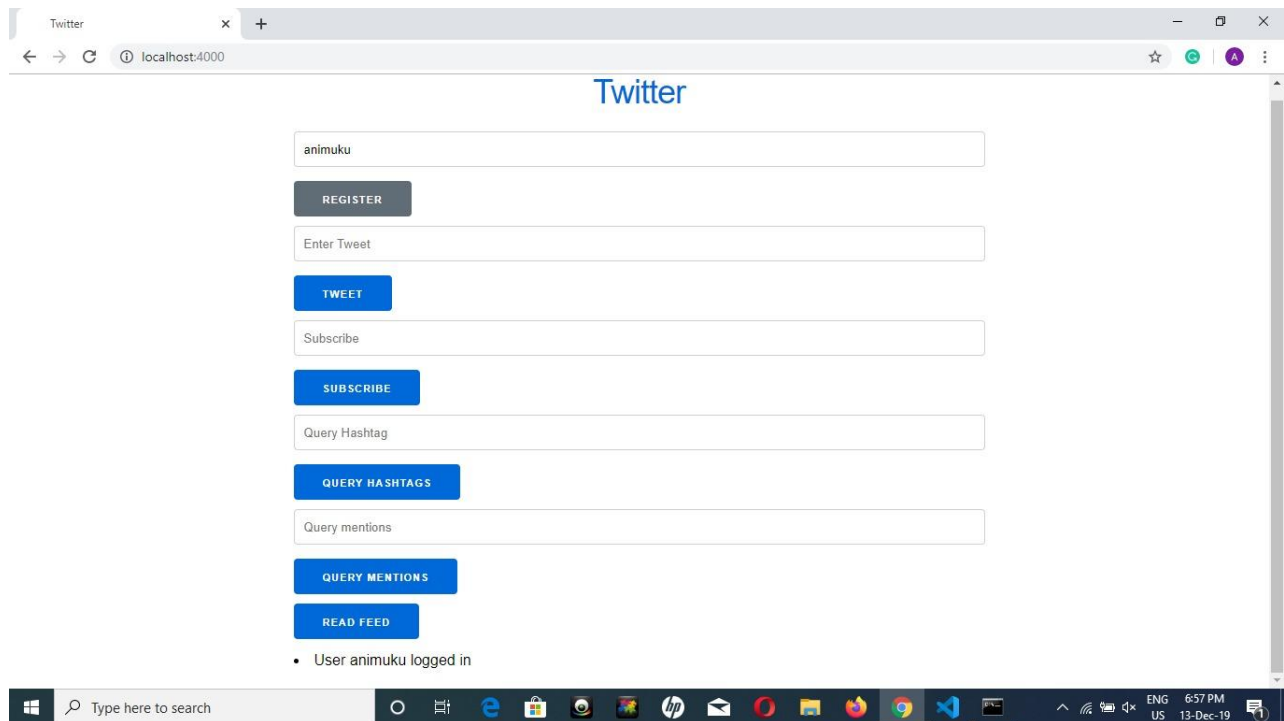 Twitter
localhost:4000
A
Twitter
animuku
REGISTER
Enter Tweet
TWEET
Subscribe
SUBSCRIBE
Query Hashtag
QUERY HASHTAGS
Query mentions
QUERY MENTIONS
READ FEED
• User animuku logged in
Type here to search
hp
ENG 6:57 PM
US 13-Dec-19